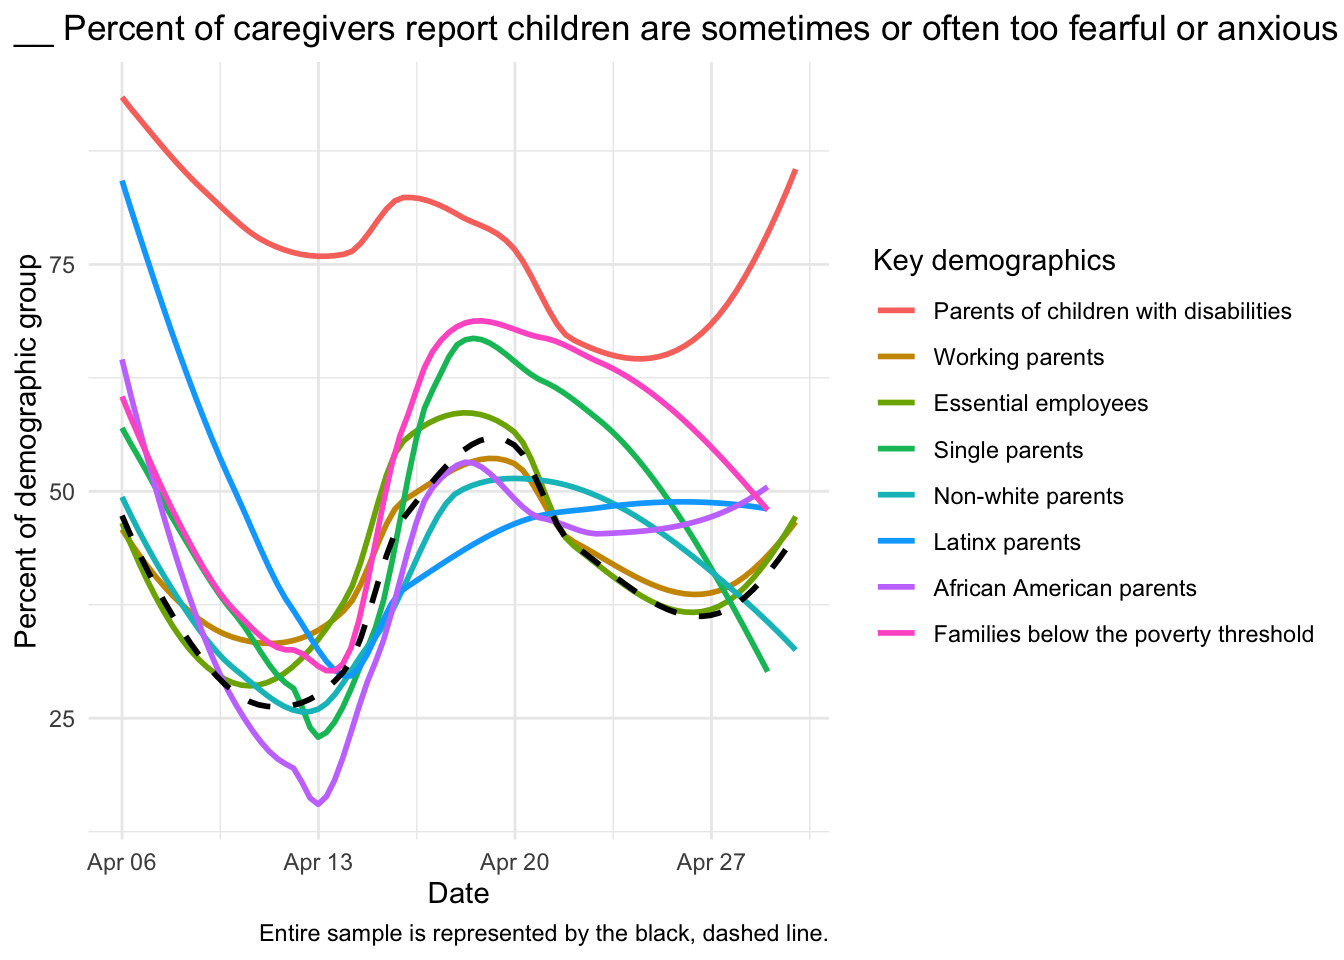 __ Percent of caregivers report children are sometimes or often too fearful or anxious
Percent of demographic group
75
50
25
Apr 06
Apr 13
Apr 20
Apr 27
Date
Key demographics
Parents of children with disabilities
Working parents
Essential employees
Single parents
Non-white parents
Latinx parents
African American parents
Families below the poverty threshold
Entire sample is represented by the black, dashed line.